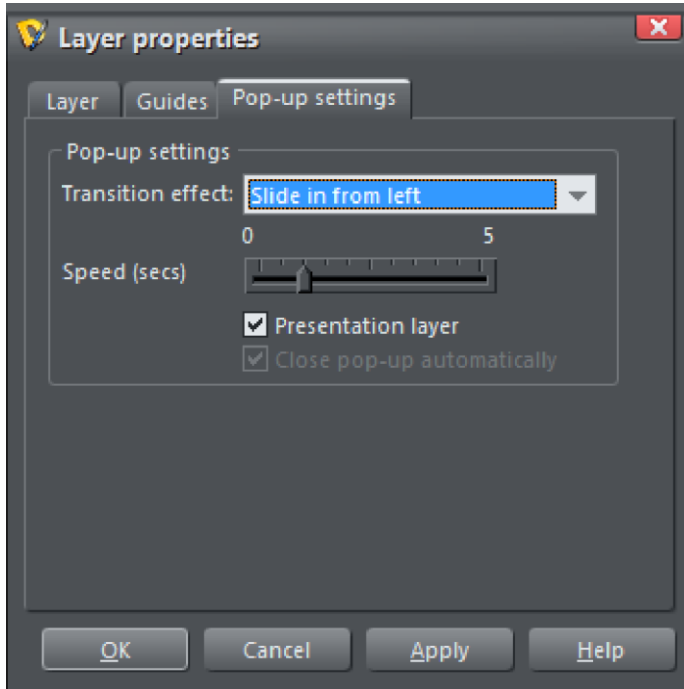 Layer properties
Layer Guides Pop-up settings
Pop-up settings
Transition effect: Slide in from left
0 5
Speed (secs)
Presentation layer
Close pop-up automatically
OK Cancel Apply Help